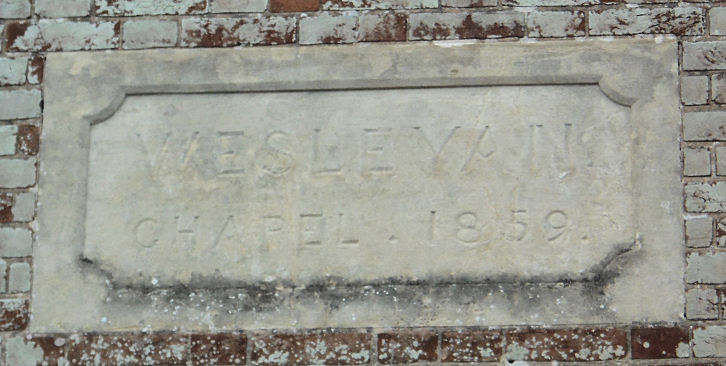 WESLEYAN
CHAPEL . 1859.